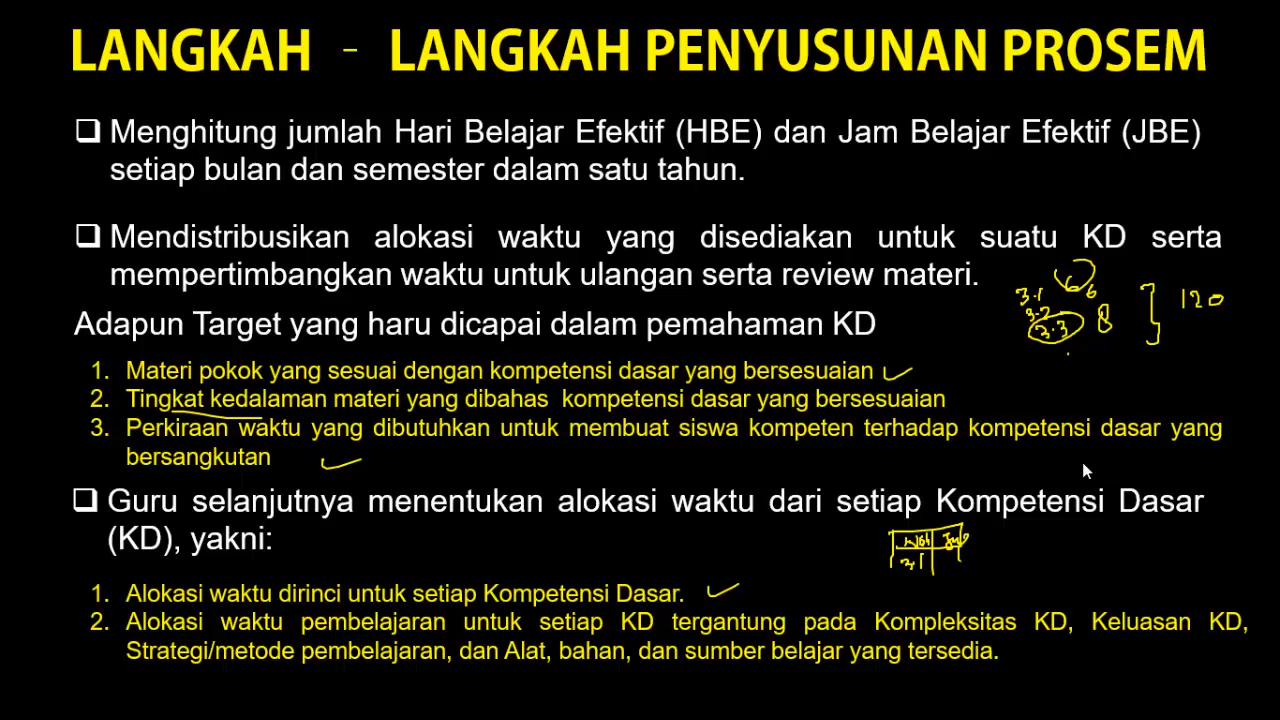 LANGKAH - LANGKAH PENYUSUNAN PROSEM
❑ Menghitung jumlah Hari Belajar Efektif (HBE) dan Jam Belajar Efektif (JBE)
setiap bulan dan semester dalam satu tahun.
❑ Mendistribusikan alokasi waktu yang disediakan untuk suatu KD serta
mempertimbangkan waktu untuk ulangan serta review materi.
3.1 6
3.2
3.3 8
120
Adapun Target yang haru dicapai dalam pemahaman KD
1. Materi pokok yang sesuai dengan kompetensi dasar yang bersesuaian
2. Tingkat kedalaman materi yang dibahas kompetensi dasar yang bersesuaian
3. Perkiraan waktu yang dibutuhkan untuk membuat siswa kompeten terhadap kompetensi dasar yang
bersangkutan
❑ Guru selanjutnya menentukan alokasi waktu dari setiap Kompetensi Dasar
(KD), yakni:
1. Alokasi waktu dirinci untuk setiap Kompetensi Dasar.
2. Alokasi waktu pembelajaran untuk setiap KD tergantung pada Kompleksitas KD, Keluasan KD,
Strategi/metode pembelajaran, dan Alat, bahan, dan sumber belajar yang tersedia.